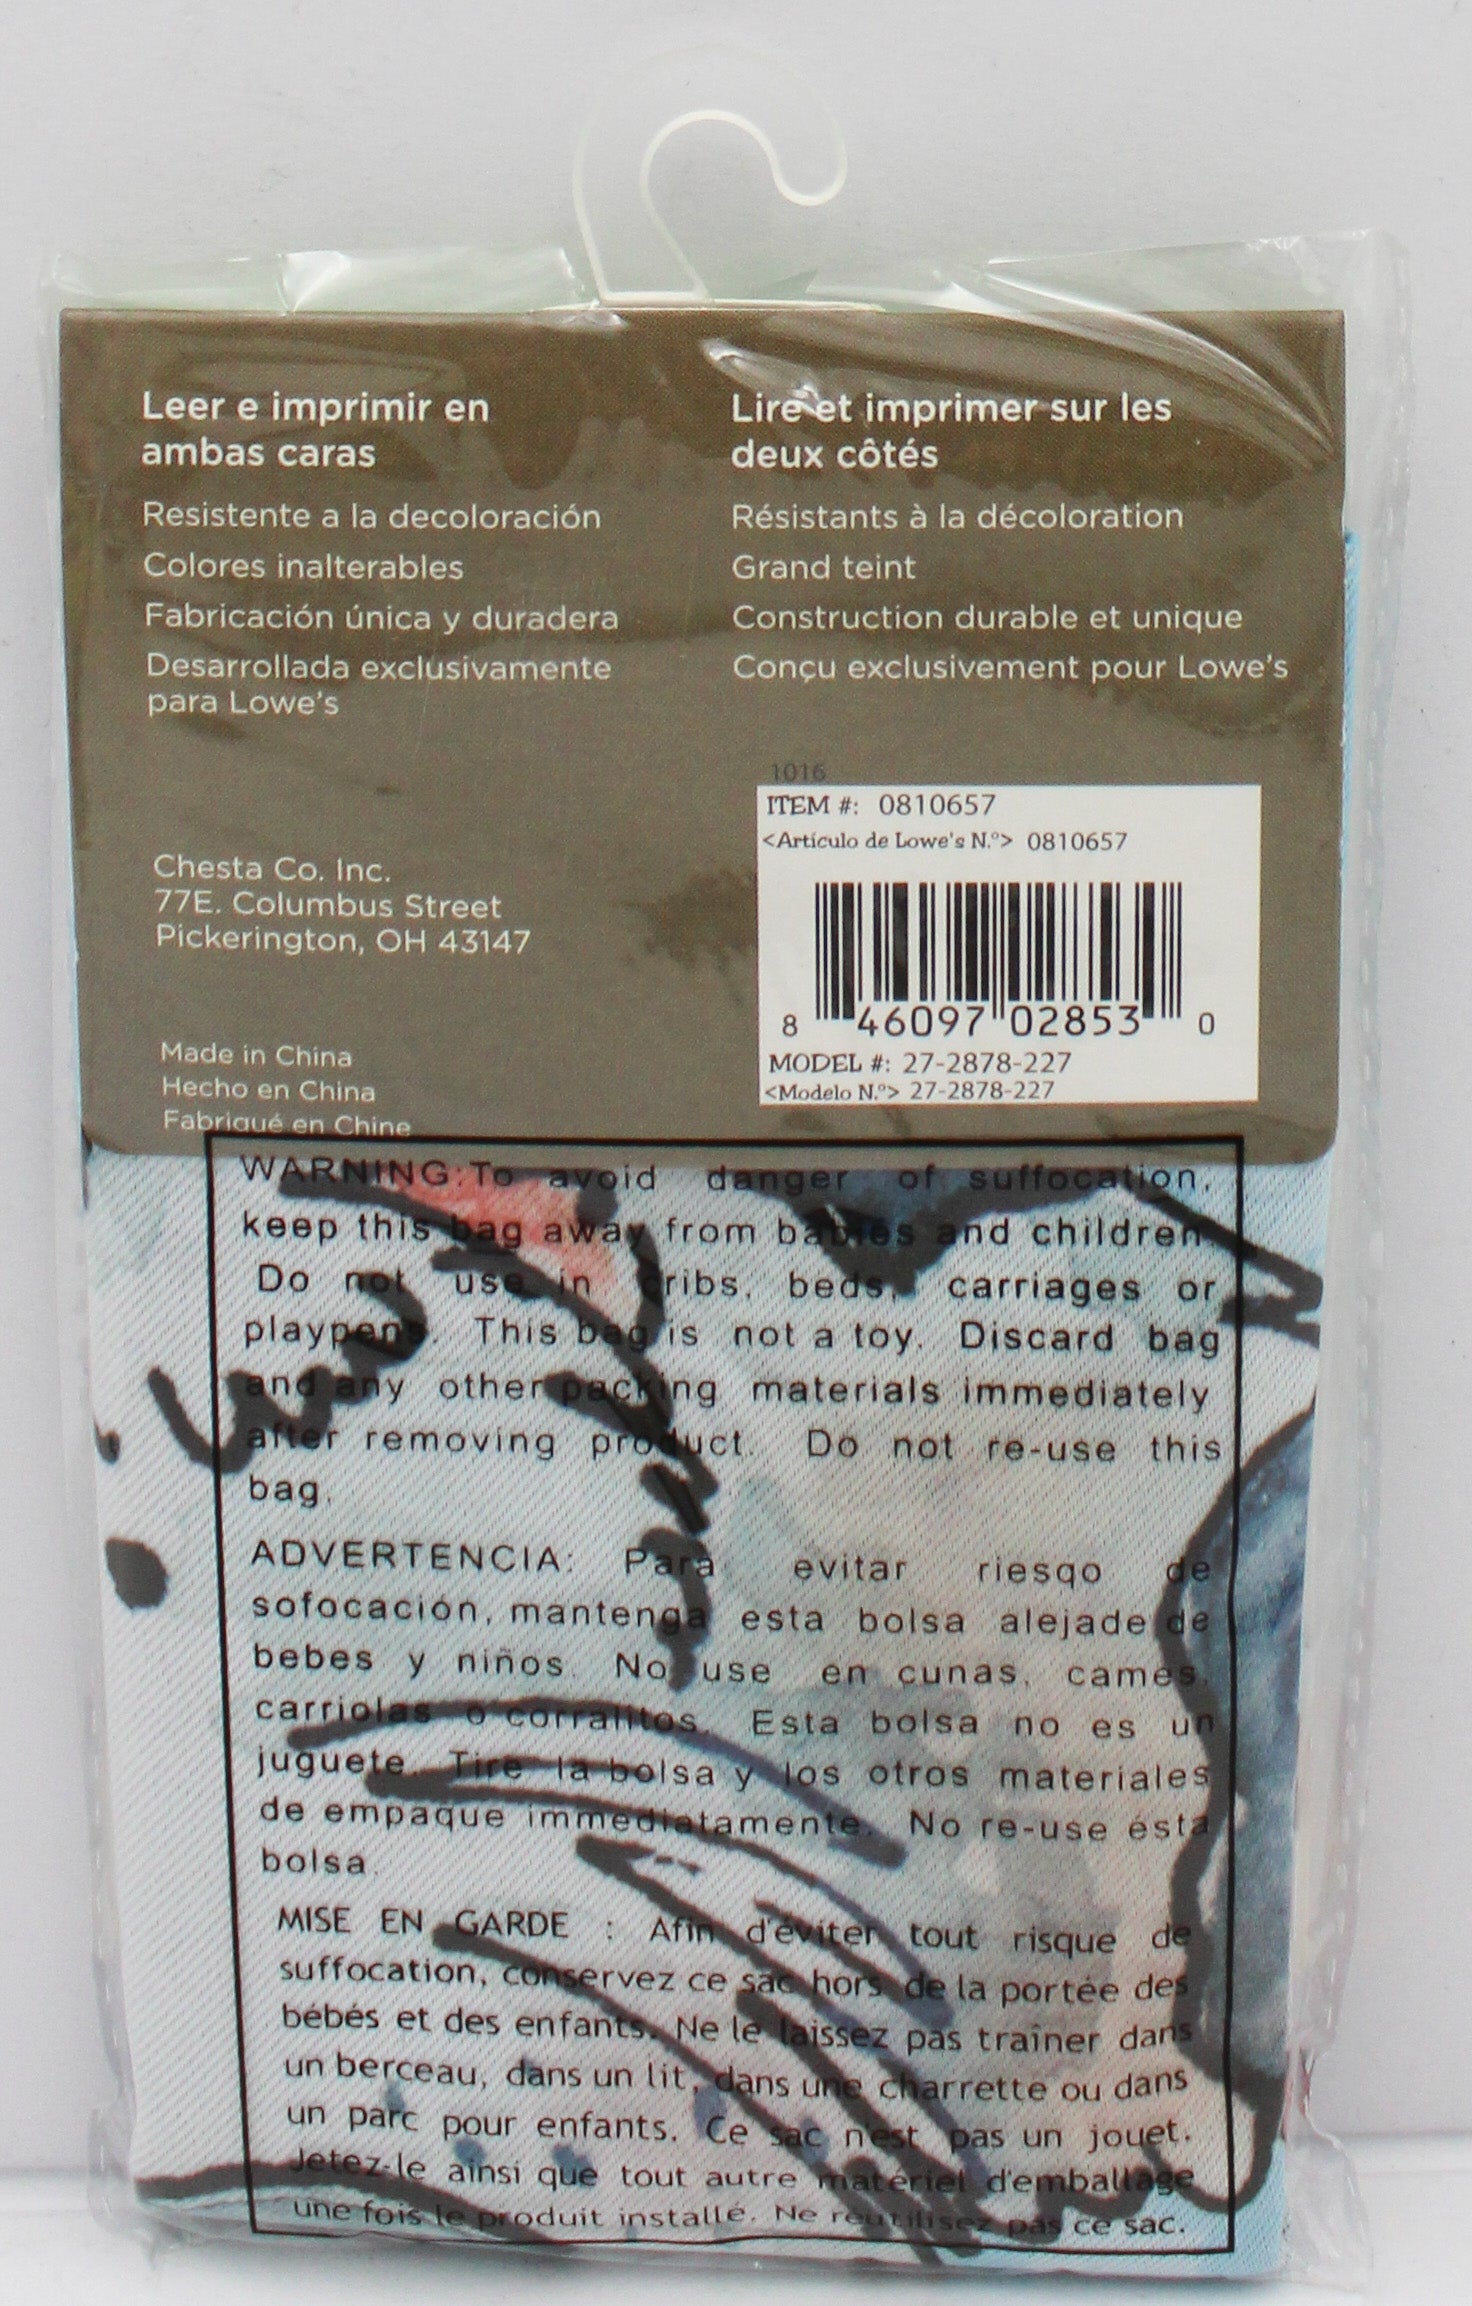 Leer e imprimir en
ambas caras
Resistente a la decoloración
Colores inalterables
Fabricación única y duradera
Desarrollada exclusivamente
para Lowe's
Lire et imprimer sur les
deux côtés
Résistants à la décoloration
Grand teint
Construction durable et unique
Conçu exclusivement pour Lowe's
Chesta Co. Inc.
77E. Columbus Street
Pickerington, OH 43147
Made in China
Hecho en China
Fabriqué en Chine
1016
ITEM #: 0810657
<Artículo de Lowe's N.º> 0810657
8 46097 02853 0
MODEL #: 27-2878-227
<Modelo N.º> 27-2878-227
WARNING:To avoid danger of suffocation,
keep this bag away from babies and children.
Do not use in cribs, beds, carriages or
playpens. This bag is not a toy. Discard bag
and any other packing materials immediately
after removing product. Do not re-use this
bag.
ADVERTENCIA: Para evitar riesqo de
sofocación, mantenga esta bolsa alejade de
bebes y niños. No use en cunas, cames,
carriolas o corralitos. Esta bolsa no es un
juguete. Tire la bolsa y los otros materiales
de empaque immediatamente. No re-use ésta
bolsa.
MISE EN GARDE : Afin d'éviter tout risque de
suffocation, conservez ce sac hors de la portée des
bébés et des enfants. Ne le laissez pas traîner dans
un berceau, dans un lit, dans une charrette ou dans
un parc pour enfants. Ce sac n'est pas un jouet.
Jetez-le ainsi que tout autre matériel d'emballage
une fois le produit installé. Ne réutilisez pas ce sac.